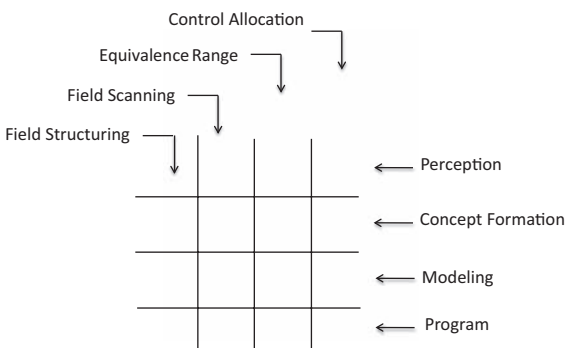 Control Allocation
Equivalence Range
Field Scanning
Field Structuring
Perception
Concept Formation
Modeling
Program